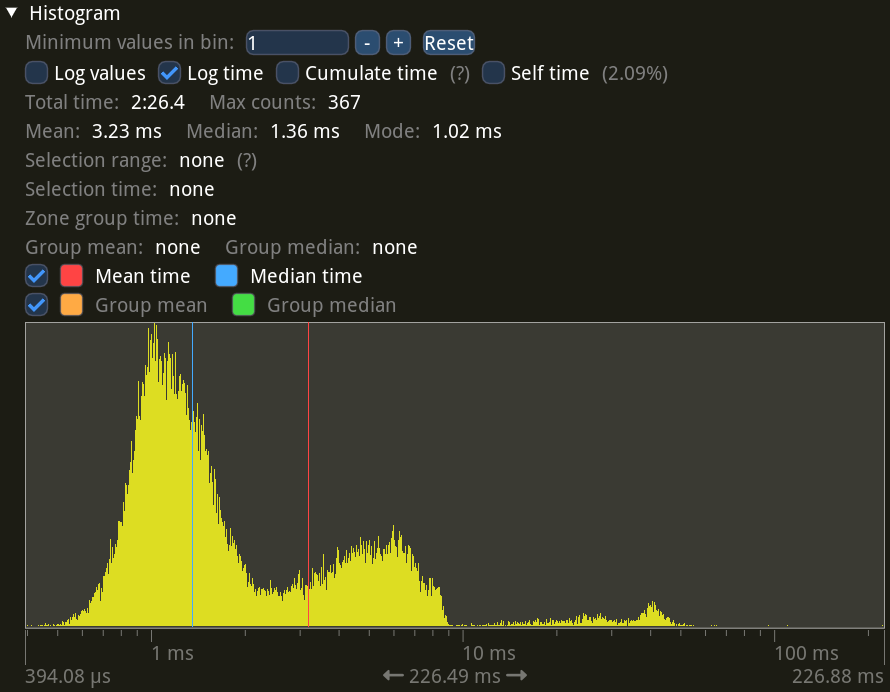 Histogram
Minimum values in bin: 1 - + Reset
Log values Log time Cumulate time (?) Self time (2.09%)
Total time: 2:26.4 Max counts: 367
Mean: 3.23 ms Median: 1.36 ms Mode: 1.02 ms
Selection range: none (?)
Selection time: none
Zone group time: none
Group mean: none Group median: none
Mean time Median time
Group mean Group median
1 ms 10 ms 100 ms
394.08 µs 226.49 ms 226.88 ms